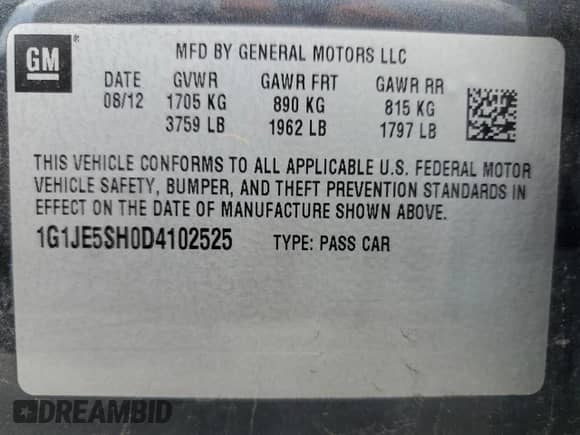 GM ®
MFD BY GENERAL MOTORS LLC
DATE GVWR GAWR FRT GAWR RR
08/12 1705 KG 890 KG 815 KG
3759 LB 1962 LB 1797 LB
THIS VEHICLE CONFORMS TO ALL APPLICABLE U.S. FEDERAL MOTOR
VEHICLE SAFETY, BUMPER, AND THEFT PREVENTION STANDARDS IN
EFFECT ON THE DATE OF MANUFACTURE SHOWN ABOVE.
1G1JE5SH0D4102525 TYPE: PASS CAR
DREAMBID